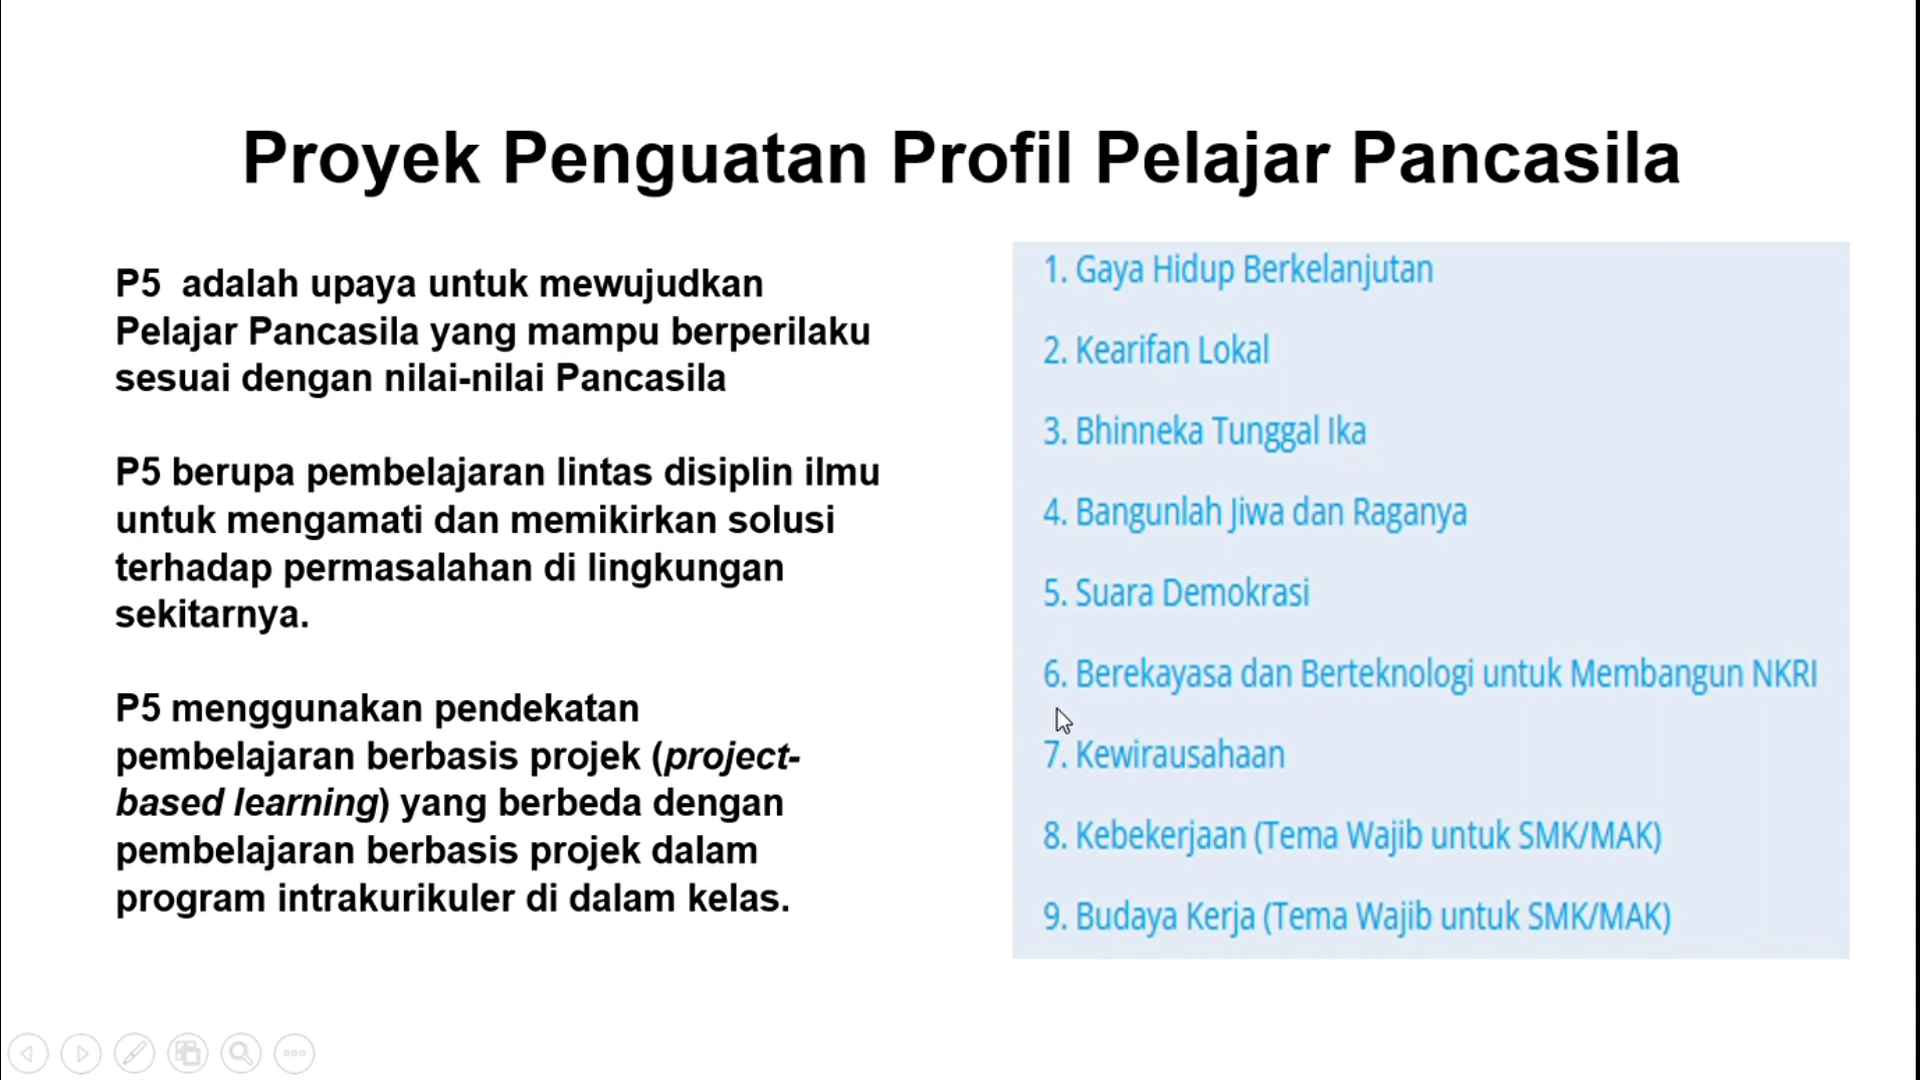 Proyek Penguatan Profil Pelajar Pancasila
P5 adalah upaya untuk mewujudkan
Pelajar Pancasila yang mampu berperilaku
sesuai dengan nilai-nilai Pancasila
P5 berupa pembelajaran lintas disiplin ilmu
untuk mengamati dan memikirkan solusi
terhadap permasalahan di lingkungan
sekitarnya.
P5 menggunakan pendekatan
pembelajaran berbasis projek (project-
based learning) yang berbeda dengan
pembelajaran berbasis projek dalam
program intrakurikuler di dalam kelas.
1. Gaya Hidup Berkelanjutan
2. Kearifan Lokal
3. Bhinneka Tunggal Ika
4. Bangunlah Jiwa dan Raganya
5. Suara Demokrasi
6. Berekayasa dan Berteknologi untuk Membangun NKRI
7. Kewirausahaan
8. Kebekerjaan (Tema Wajib untuk SMK/MAK)
9. Budaya Kerja (Tema Wajib untuk SMK/MAK)